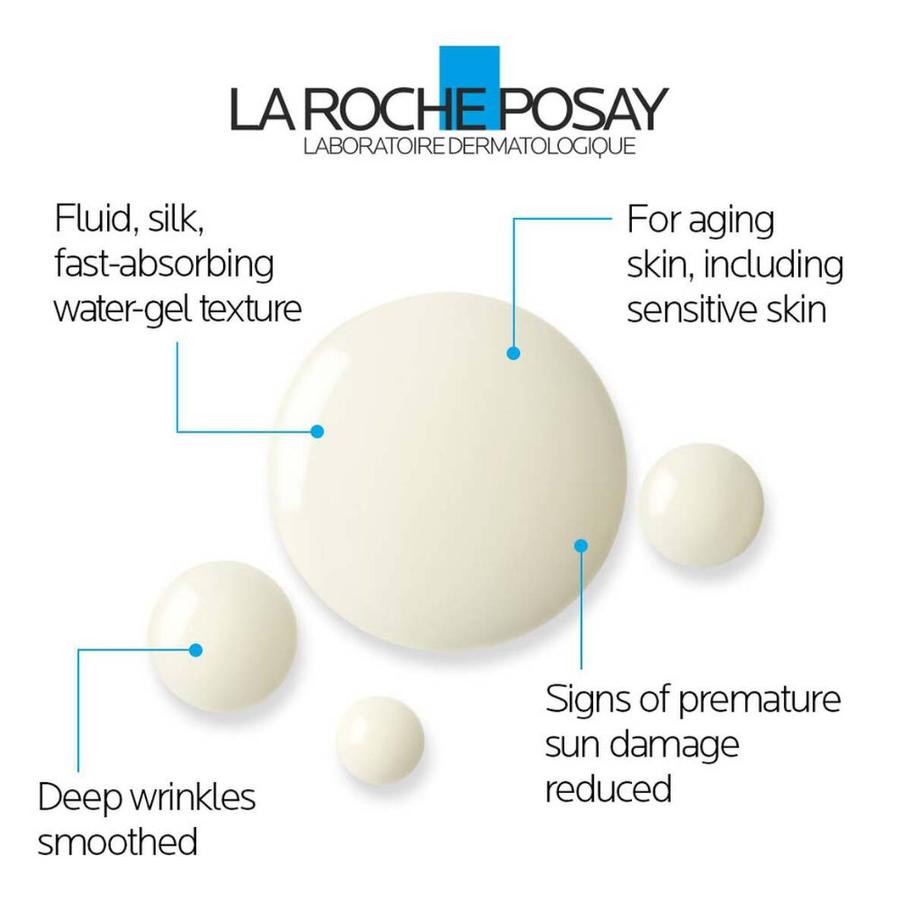 LA ROCHE POSAY
LABORATOIRE DERMATOLOGIQUE
Fluid, silk,
fast-absorbing
water-gel texture
For aging
skin, including
sensitive skin
Signs of premature
sun damage
reduced
Deep wrinkles
smoothed